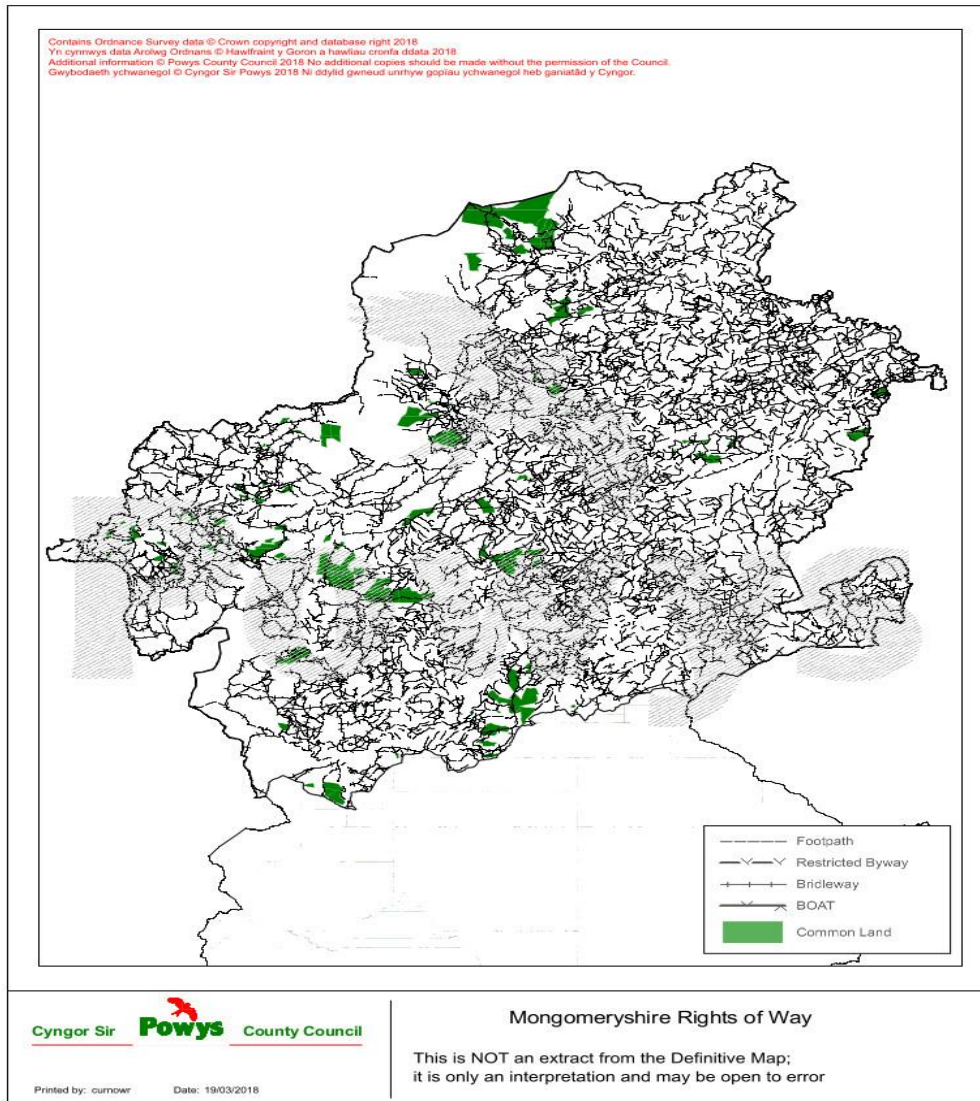 Contains Ordnance Survey data © Crown copyright and database right 2018
Yn cynnwys data Arolwg Ordnans © Hawlfraint y Goron a hawliau cronfa ddata 2018
Additional information © Powys County Council 2018 No additional copies should be made without the permission of the Council.
Gwybodaeth ychwanegol © Cyngor Sir Powys 2018 Ni ddylid gwneud unrhyw gopïau ychwanegol heb ganiatâd y Cyngor.
Powys
Footpath
Restricted Byway
Bridleway
BOAT
Common Land
Cyngor Sir Powys County Council
Printed by: curnowr Date: 19/03/2018
Mongomeryshire Rights of Way
This is NOT an extract from the Definitive Map;
it is only an interpretation and may be open to error